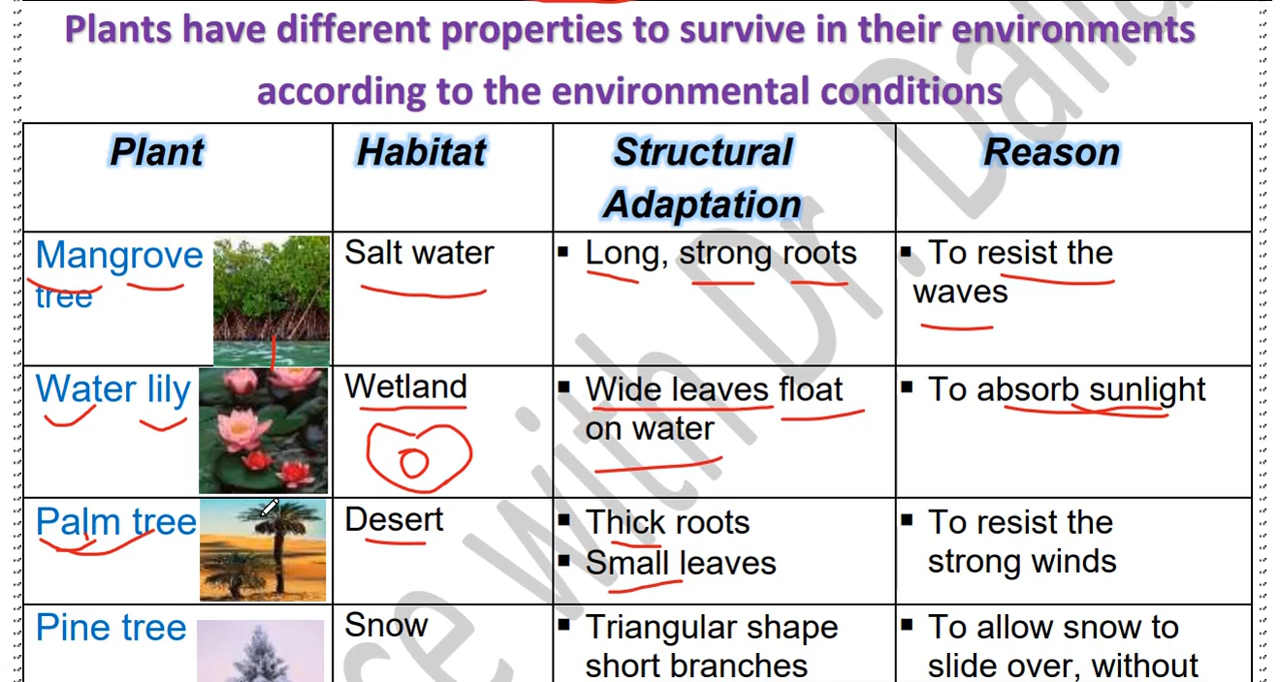 Plants have different properties to survive in their environments
according to the environmental conditions
Plant
Habitat
Structural
Adaptation
Reason
Mangrove
tree
Salt water
▪ Long, strong roots
▪ To resist the
waves
Water lily
Wetland
▪ Wide leaves float
on water
▪ To absorb sunlight
Palm tree
Desert
▪ Thick roots
▪ Small leaves
▪ To resist the
strong winds
Pine tree
Snow
▪ Triangular shape
short branches
▪ To allow snow to
slide over, without
with Dr. Dalia